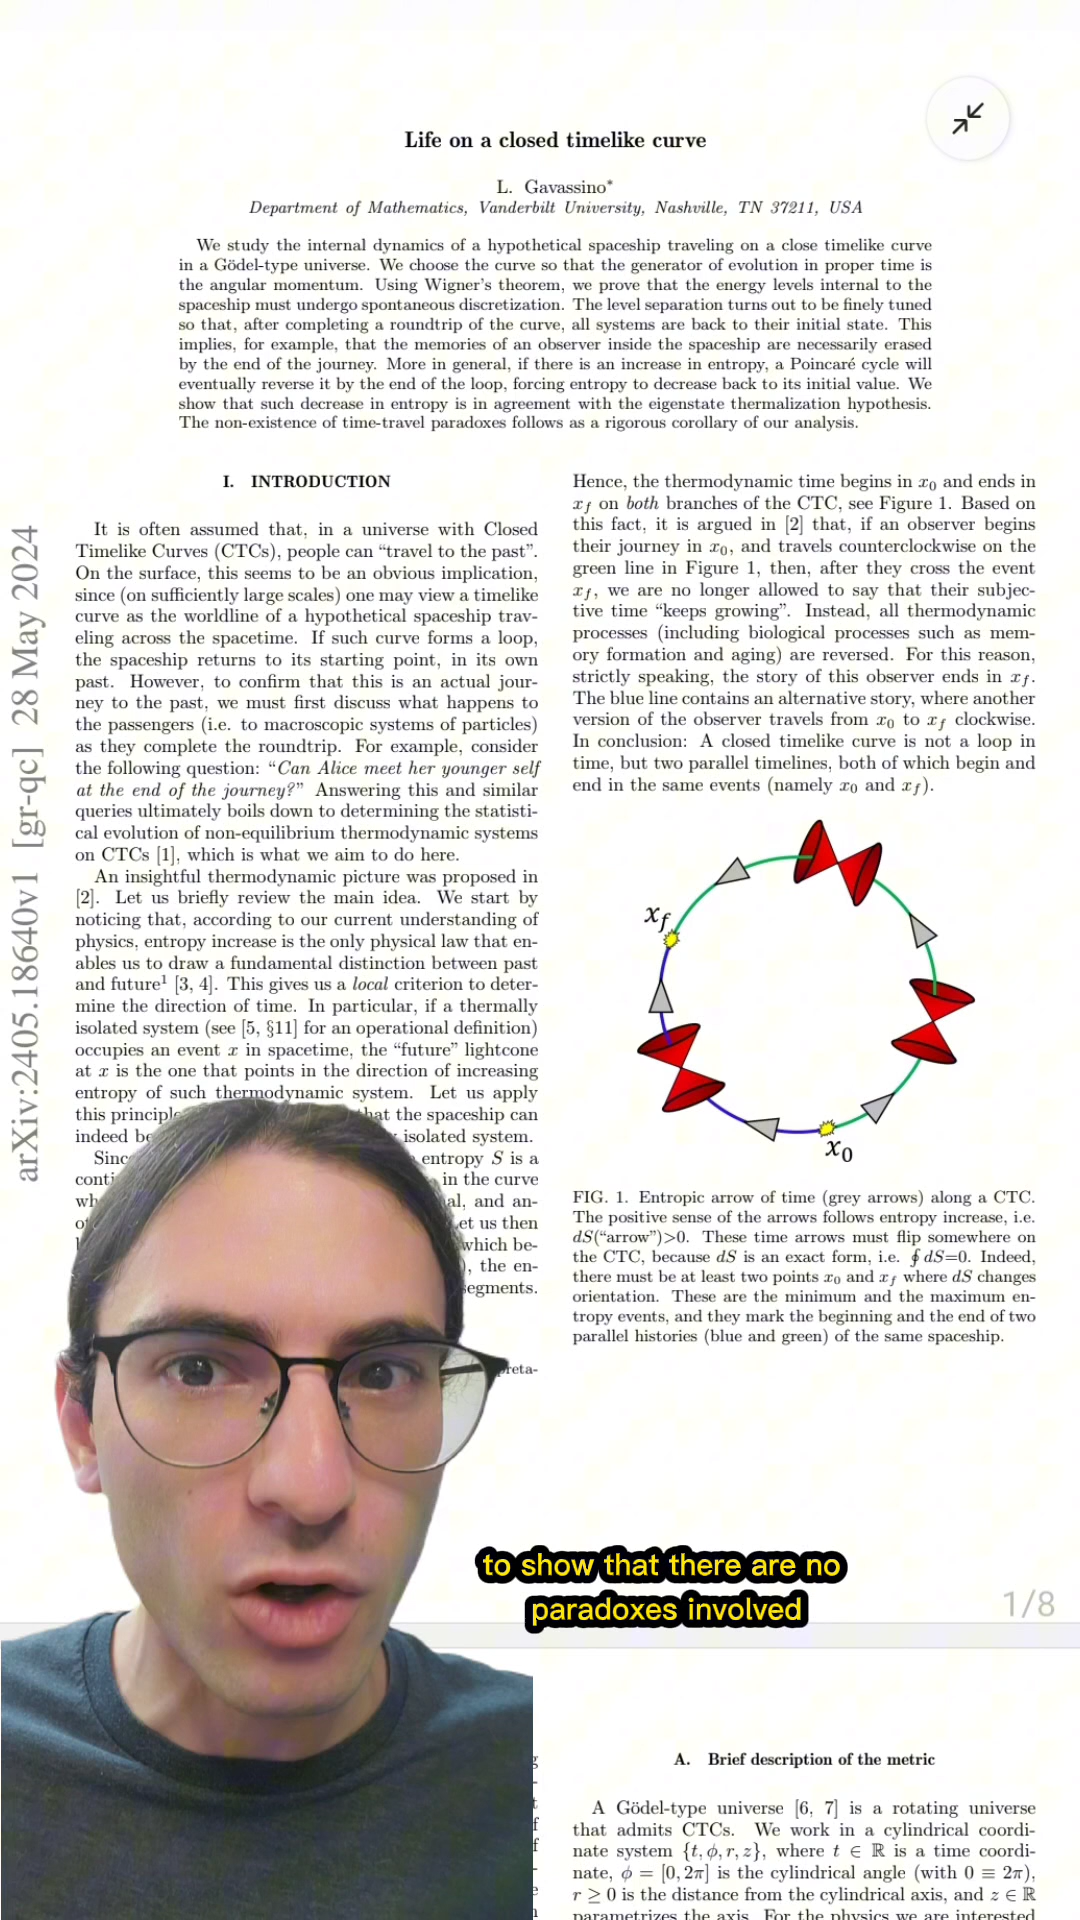 Life on a closed timelike curve
L. Gavassino*
Department of Mathematics, Vanderbilt University, Nashville, TN 37211, USA
We study the internal dynamics of a hypothetical spaceship traveling on a close timelike curve
in a Gödel-type universe. We choose the curve so that the generator of evolution in proper time is
the angular momentum. Using Wigner's theorem, we prove that the energy levels internal to the
spaceship must undergo spontaneous discretization. The level separation turns out to be finely tuned
so that, after completing a roundtrip of the curve, all systems are back to their initial state. This
implies, for example, that the memories of an observer inside the spaceship are necessarily erased
by the end of the journey. More in general, if there is an increase in entropy, a Poincaré cycle will
eventually reverse it by the end of the loop, forcing entropy to decrease back to its initial value. We
show that such decrease in entropy is in agreement with the eigenstate thermalization hypothesis.
The non-existence of time-travel paradoxes follows as a rigorous corollary of our analysis.
arXiv:2405.18640v1 [gr-qc] 28 May 2024
I. INTRODUCTION
It is often assumed that, in a universe with Closed
Timelike Curves (CTCs), people can “travel to the past”.
On the surface, this seems to be an obvious implication,
since (on sufficiently large scales) one may view a timelike
curve as the worldline of a hypothetical spaceship trav-
eling across the spacetime. If such curve forms a loop,
the spaceship returns to its starting point, in its own
past. However, to confirm that this is an actual jour-
ney to the past, we must first discuss what happens to
the passengers (i.e. to macroscopic systems of particles)
as they complete the roundtrip. For example, consider
the following question: “Can Alice meet her younger self
at the end of the journey?” Answering this and similar
queries ultimately boils down to determining the statisti-
cal evolution of non-equilibrium thermodynamic systems
on CTCs [1], which is what we aim to do here.
An insightful thermodynamic picture was proposed in
[2]. Let us briefly review the main idea. We start by
noticing that, according to our current understanding of
physics, entropy increase is the only physical law that en-
ables us to draw a fundamental distinction between past
and future¹ [3, 4]. This gives us a local criterion to deter-
mine the direction of time. In particular, if a thermally
isolated system (see [5, §11] for an operational definition)
occupies an event x in spacetime, the “future” lightcone
at x is the one that points in the direction of increasing
entropy of such thermodynamic system. Let us apply
this principle that the spaceship can
indeed be isolated system.
Sinc entropy S is a
conti in the curve
wh al, and an-
et us then
which be-
), the en-
segments.
preta-
Hence, the thermodynamic time begins in x₀ and ends in
x_f on both branches of the CTC, see Figure 1. Based on
this fact, it is argued in [2] that, if an observer begins
their journey in x₀, and travels counterclockwise on the
green line in Figure 1, then, after they cross the event
x_f, we are no longer allowed to say that their subjec-
tive time “keeps growing”. Instead, all thermodynamic
processes (including biological processes such as mem-
ory formation and aging) are reversed. For this reason,
strictly speaking, the story of this observer ends in x_f.
The blue line contains an alternative story, where another
version of the observer travels from x₀ to x_f clockwise.
In conclusion: A closed timelike curve is not a loop in
time, but two parallel timelines, both of which begin and
end in the same events (namely x₀ and x_f).
x_f
x₀
FIG. 1. Entropic arrow of time (grey arrows) along a CTC.
The positive sense of the arrows follows entropy increase, i.e.
dS(“arrow”)>0. These time arrows must flip somewhere on
the CTC, because dS is an exact form, i.e. ∮dS=0. Indeed,
there must be at least two points x₀ and x_f where dS changes
orientation. These are the minimum and the maximum en-
tropy events, and they mark the beginning and the end of two
parallel histories (blue and green) of the same spaceship.
to show that there are no
paradoxes involved
1/8
A. Brief description of the metric
A Gödel-type universe [6, 7] is a rotating universe
that admits CTCs. We work in a cylindrical coordi-
nate system {t, ϕ, r, z}, where t ∈ ℝ is a time coordi-
nate, ϕ = [0, 2π] is the cylindrical angle (with 0 ≡ 2π),
r ≥ 0 is the distance from the cylindrical axis, and z ∈ ℝ
parametrizes the axis. For the physics we are interested